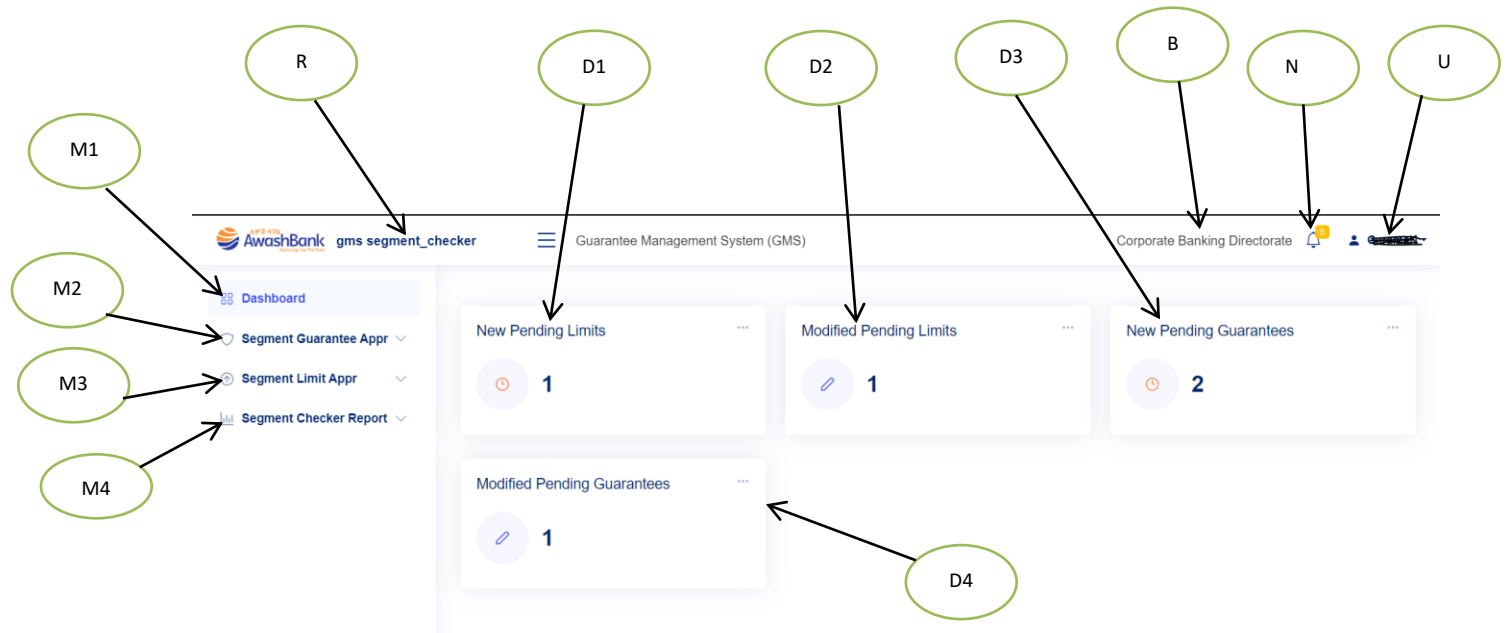 R
D1
D2
D3
B
N
U
M1
አዋሽ ባንክ
AwashBank
gms segment_checker
Guarantee Management System (GMS)
Corporate Banking Directorate
5
M2
Dashboard
Segment Guarantee Appr
M3
Segment Limit Appr
Segment Checker Report
M4
New Pending Limits
1
Modified Pending Limits
1
New Pending Guarantees
2
Modified Pending Guarantees
1
D4